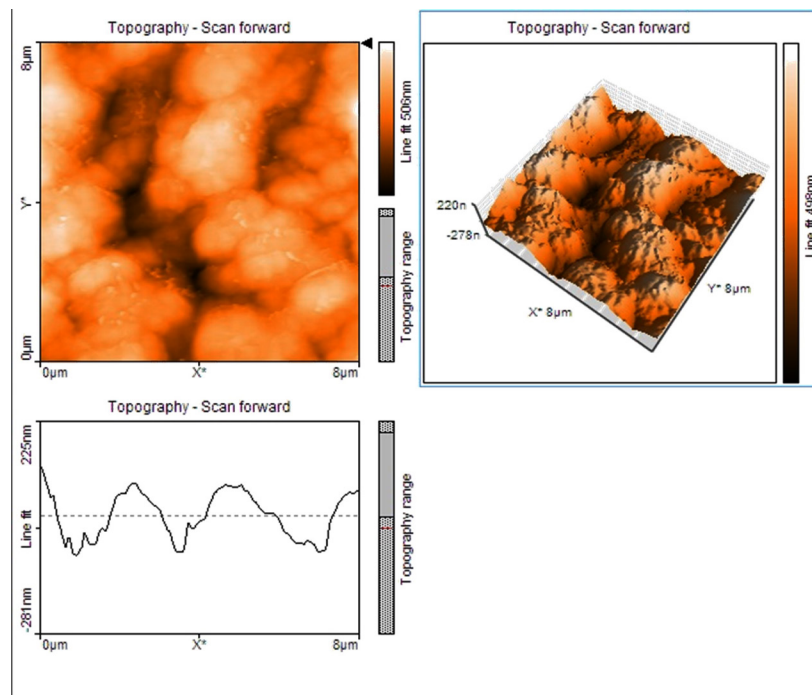 Topography - Scan forward
8µm
Y*
0µm
0µm
X*
8µm
Line fit 506nm
Topography range
Topography - Scan forward
220n
-278n
X* 8µm
Y* 8µm
Line fit 498nm
Topography - Scan forward
225nm
Line fit
-281nm
0µm
X*
8µm
Topography range